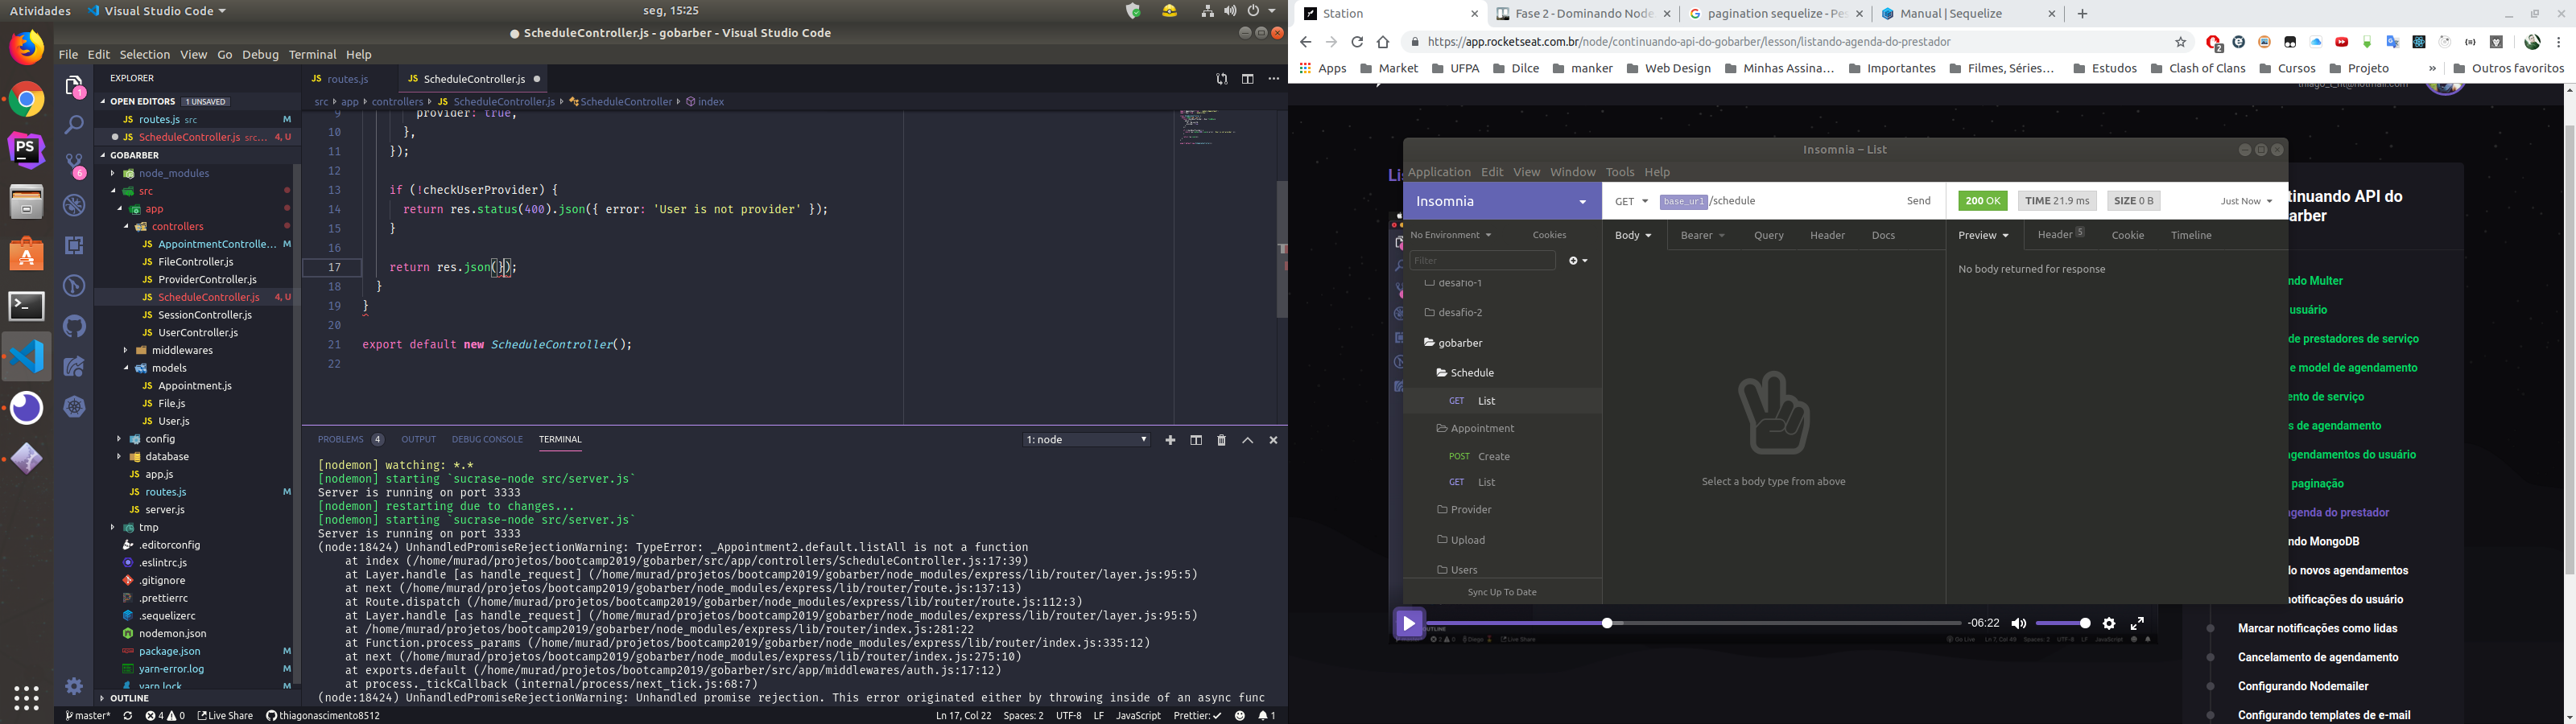 Atividades
Visual Studio Code
seg, 15:25
ScheduleController.js - gobarber - Visual Studio Code
File Edit Selection View Go Debug Terminal Help
EXPLORER
OPEN EDITORS 1 UNSAVED
JS routes.js src M
JS ScheduleController.js src... 4, U
GOBARBER
node_modules
src
app
controllers
JS AppointmentControlle... M
JS FileController.js
JS ProviderController.js
JS ScheduleController.js 4, U
JS SessionController.js
JS UserController.js
middlewares
models
JS Appointment.js
JS File.js
JS User.js
config
database
JS app.js
JS routes.js M
JS server.js
tmp
.editorconfig
.eslintrc.js
.gitignore
.prettierrc
.sequelizerc
nodemon.json
package.json M
yarn-error.log M
yarn.lock M
OUTLINE
JS routes.js
JS ScheduleController.js
src app controllers JS ScheduleController.js ScheduleController index
9 provider: true,
10 },
11 });
12
13 if (!checkUserProvider) {
14 return res.status(400).json({ error: 'User is not provider' });
15 }
16
17 return res.json(});
18 }
19 }
20
21 export default new ScheduleController();
22
PROBLEMS 4 OUTPUT DEBUG CONSOLE TERMINAL
1: node
[nodemon] watching: *.*
[nodemon] starting `sucrase-node src/server.js`
Server is running on port 3333
[nodemon] restarting due to changes...
[nodemon] starting `sucrase-node src/server.js`
Server is running on port 3333
(node:18424) UnhandledPromiseRejectionWarning: TypeError: _Appointment2.default.listAll is not a function
at index (/home/murad/projetos/bootcamp2019/gobarber/src/app/controllers/ScheduleController.js:17:39)
at Layer.handle [as handle_request] (/home/murad/projetos/bootcamp2019/gobarber/node_modules/express/lib/router/layer.js:95:5)
at next (/home/murad/projetos/bootcamp2019/gobarber/node_modules/express/lib/router/route.js:137:13)
at Route.dispatch (/home/murad/projetos/bootcamp2019/gobarber/node_modules/express/lib/router/route.js:112:3)
at Layer.handle [as handle_request] (/home/murad/projetos/bootcamp2019/gobarber/node_modules/express/lib/router/layer.js:95:5)
at /home/murad/projetos/bootcamp2019/gobarber/node_modules/express/lib/router/index.js:281:22
at Function.process_params (/home/murad/projetos/bootcamp2019/gobarber/node_modules/express/lib/router/index.js:335:12)
at next (/home/murad/projetos/bootcamp2019/gobarber/node_modules/express/lib/router/index.js:275:10)
at exports.default (/home/murad/projetos/bootcamp2019/gobarber/src/app/middlewares/auth.js:17:12)
at process._tickCallback (internal/process/next_tick.js:68:7)
(node:18424) UnhandledPromiseRejectionWarning: Unhandled promise rejection. This error originated either by throwing inside of an async func
master* 4 0 Live Share thiagonascimento8512
Ln 17, Col 22 Spaces: 2 UTF-8 LF JavaScript Prettier: 1
Station
Fase 2 - Dominando Node
pagination sequelize - Pes
Manual | Sequelize
https://app.rocketseat.com.br/node/continuando-api-do-gobarber/lesson/listando-agenda-do-prestador
Apps Market UFPA Dilce manker Web Design Minhas Assina... Importantes Filmes, Séries... Estudos Clash of Clans Cursos Projeto » Outros favoritos
Insomnia – List
Application Edit View Window Tools Help
Insomnia
GET base_url/schedule Send
200 OK TIME 21.9 ms SIZE 0 B Just Now
No Environment Cookies
Body Bearer Query Header Docs
Preview Header 5 Cookie Timeline
Filter
No body returned for response
desafio-1
desafio-2
gobarber
Schedule
GET List
Appointment
POST Create
GET List
Provider
Upload
Users
Sync Up To Date
Select a body type from above
tinuando API do
arber
ndo Multer
usuário
de prestadores de serviço
e model de agendamento
ento de serviço
s de agendamento
gendamentos do usuário
paginação
agenda do prestador
ndo MongoDB
o novos agendamentos
notificações do usuário
Marcar notificações como lidas
Cancelamento de agendamento
Configurando Nodemailer
Configurando templates de e-mail
-06:22